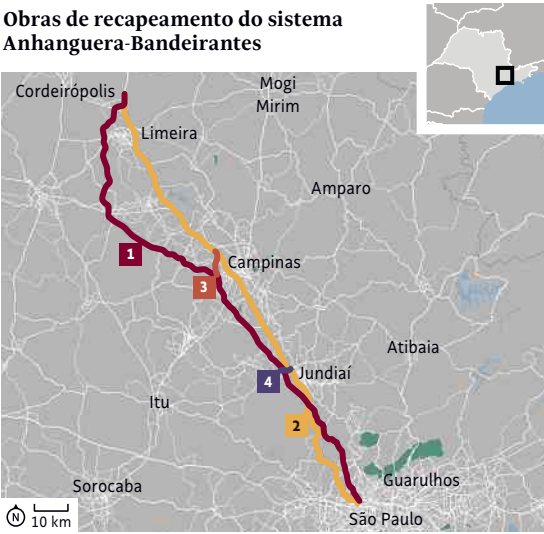 Obras de recapeamento do sistema
Anhanguera-Bandeirantes
Cordeirópolis
Mogi
Mirim
Limeira
Amparo
1
Campinas
3
Atibaia
Jundiaí
4
Itu
2
Guarulhos
Sorocaba
N
10 km
São Paulo